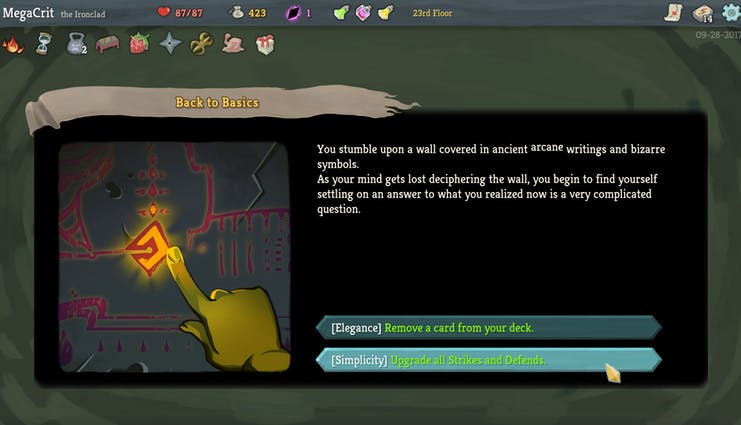 MegaCrit the Ironclad 87/87 423 1 23rd Floor 14
2
09-28-2017
Back to Basics
You stumble upon a wall covered in ancient arcane writings and bizarre
symbols.
As your mind gets lost deciphering the wall, you begin to find yourself
settling on an answer to what you realized now is a very complicated
question.
[Elegance] Remove a card from your deck.
[Simplicity] Upgrade all Strikes and Defends.